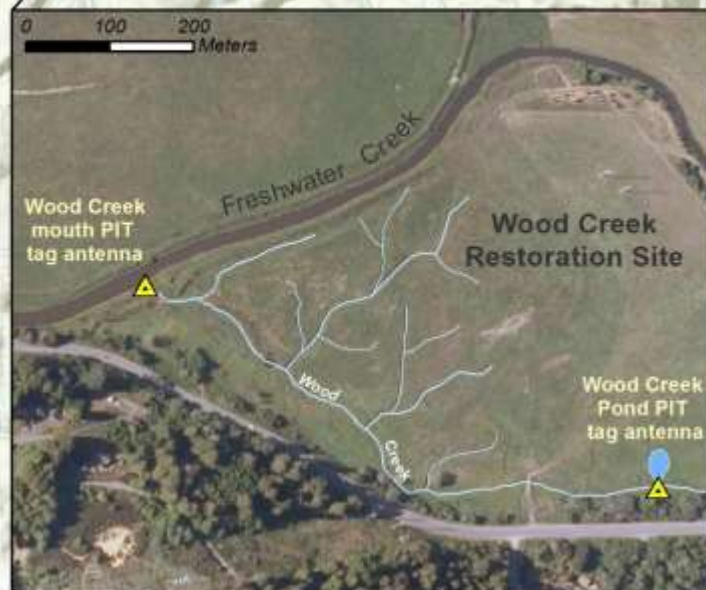 0 100 200
Meters
Freshwater Creek
Wood Creek
mouth PIT
tag antenna
Wood Creek
Restoration Site
Wood Creek
Pond PIT
tag antenna
Wood
Creek